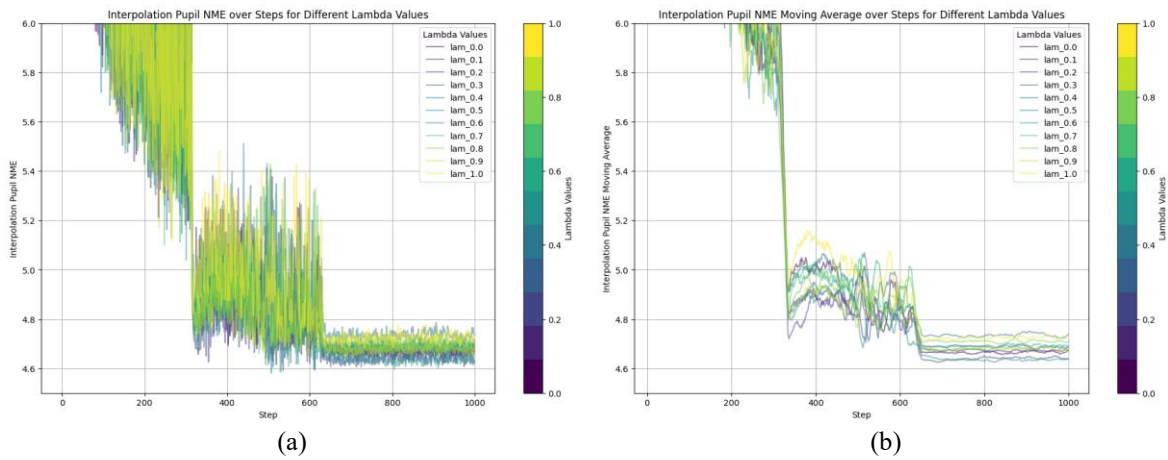 Interpolation Pupil NME over Steps for Different Lambda Values
6.0
5.8
5.6
5.4
5.2
5.0
4.8
4.6
Interpolation Pupil NME
0
200
400
600
800
1000
Step
Lambda Values
lam_0.0
lam_0.1
lam_0.2
lam_0.3
lam_0.4
lam_0.5
lam_0.6
lam_0.7
lam_0.8
lam_0.9
lam_1.0
1.0
0.8
0.6
0.4
0.2
0.0
Lambda Values
(a)
Interpolation Pupil NME Moving Average over Steps for Different Lambda Values
6.0
5.8
5.6
5.4
5.2
5.0
4.8
4.6
Interpolation Pupil NME Moving Average
0
200
400
600
800
1000
Step
Lambda Values
lam_0.0
lam_0.1
lam_0.2
lam_0.3
lam_0.4
lam_0.5
lam_0.6
lam_0.7
lam_0.8
lam_0.9
lam_1.0
1.0
0.8
0.6
0.4
0.2
0.0
Lambda Values
(b)